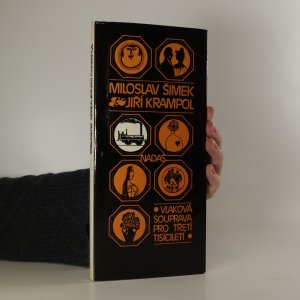 MILOSLAV ŠIMEK
JIŘÍ KRAMPOL
NADAS
• VLAKOVÁ
SOUPRAVA
PRO TŘETÍ
TISÍCILETÍ •